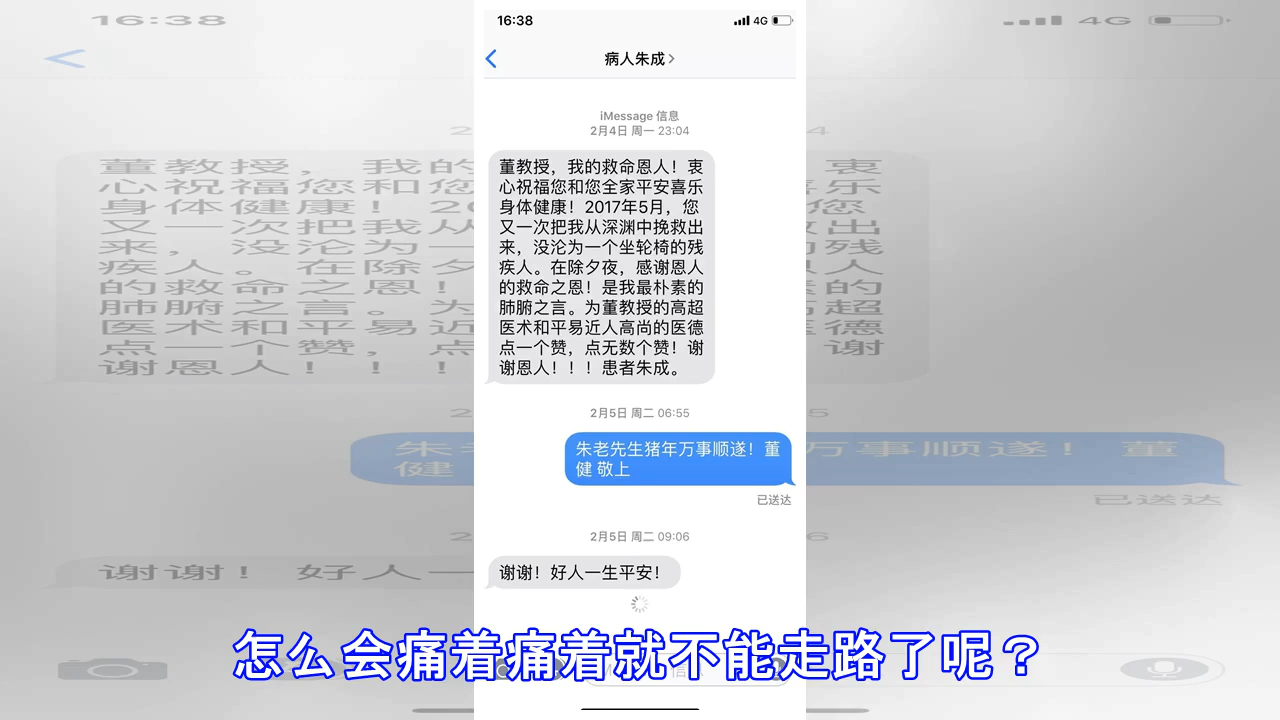 16:38
4G
病人朱成
iMessage 信息
2月4日 周一 23:04
董教授，我的救命恩人！衷
心祝福您和您全家平安喜乐
身体健康！2017年5月，您
又一次把我从深渊中挽救出
来，没沦为一个坐轮椅的残
疾人。在除夕夜，感谢恩人
的救命之恩！是我最朴素的
肺腑之言。为董教授的高超
医术和平易近人高尚的医德
点一个赞，点无数个赞！谢
谢恩人！！！患者朱成。
2月5日 周二 06:55
朱老先生猪年万事顺遂！董
健 敬上
已送达
2月5日 周二 09:06
谢谢！好人一生平安！
怎么会痛着痛着就不能走路了呢？